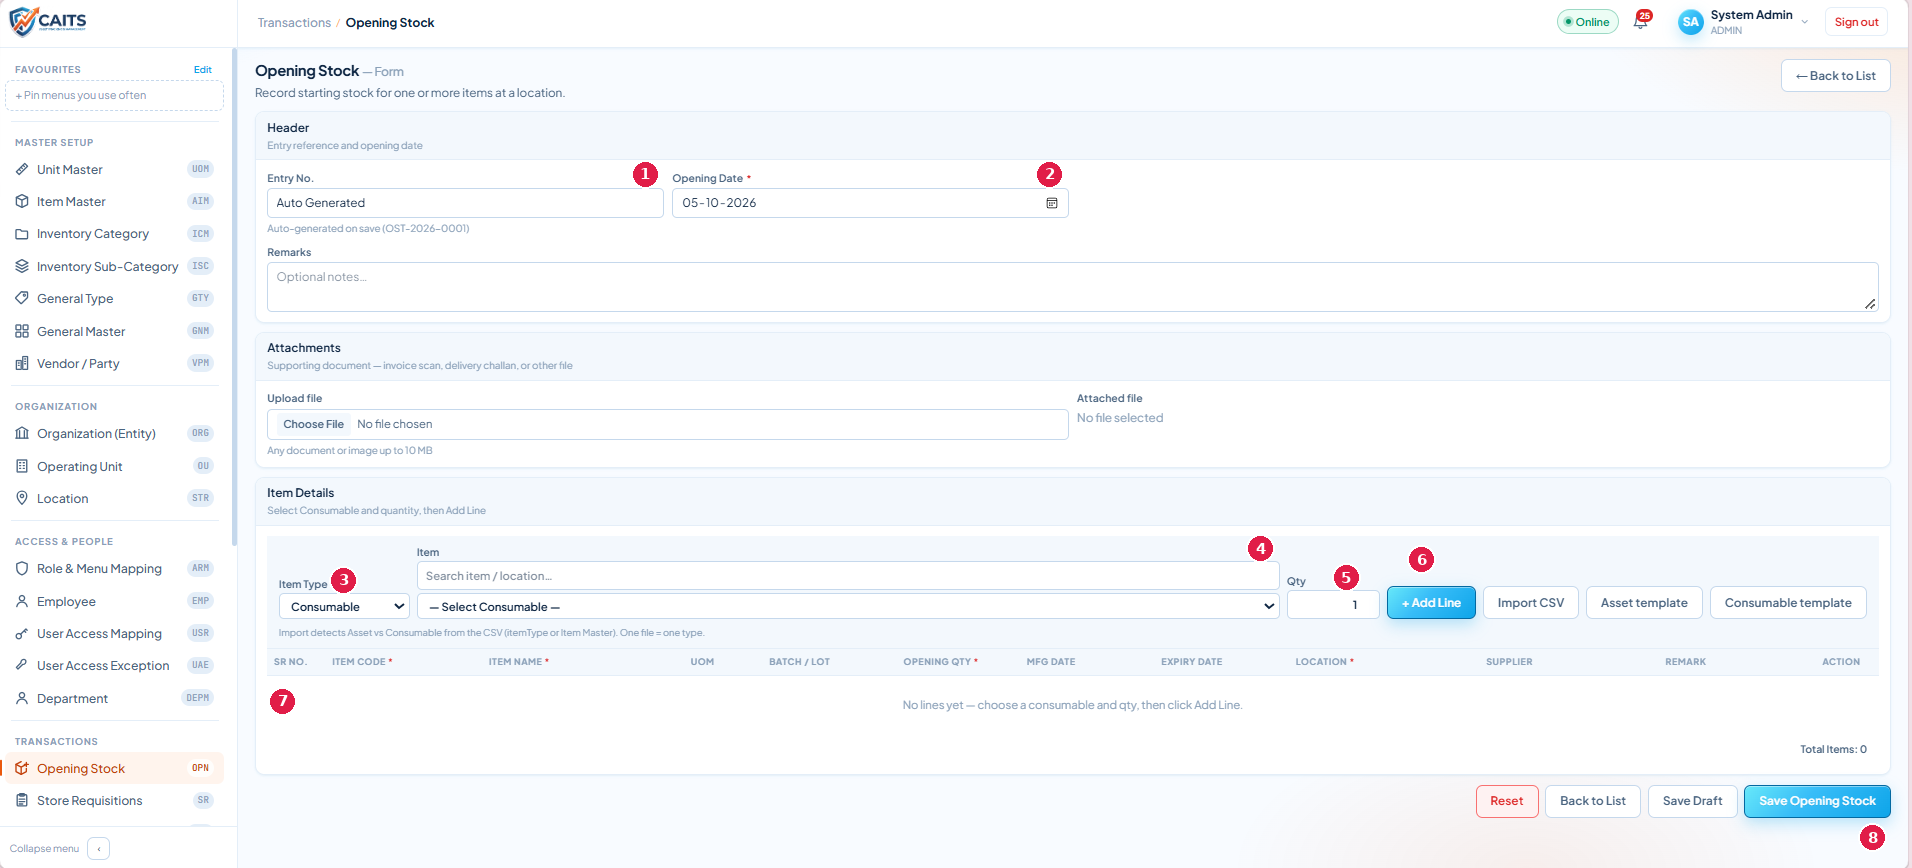 CAITS
Transactions / Opening Stock
Online
25
SA
System Admin
ADMIN
Sign out
FAVOURITES
Edit
+ Pin menus you use often
MASTER SETUP
Unit Master UOM
Item Master AIM
Inventory Category ICM
Inventory Sub-Category ISC
General Type GTY
General Master GNM
Vendor / Party VPM
ORGANIZATION
Organization (Entity) ORG
Operating Unit OU
Location STR
ACCESS & PEOPLE
Role & Menu Mapping ARM
Employee EMP
User Access Mapping USR
User Access Exception UAE
Department DEPM
TRANSACTIONS
Opening Stock OPN
Store Requisitions SR
Collapse menu ‹
Opening Stock — Form
← Back to List
Record starting stock for one or more items at a location.
Header
Entry reference and opening date
Entry No. 1
Opening Date * 2
Auto Generated
05-10-2026
Auto-generated on save (OST-2026-0001)
Remarks
Optional notes...
Attachments
Supporting document — invoice scan, delivery challan, or other file
Upload file
Attached file
Choose File No file chosen
No file selected
Any document or image up to 10 MB
Item Details
Select Consumable and quantity, then Add Line
Item 4
Search item / location...
Item Type 3
Qty 5
6
Consumable
— Select Consumable —
1
+ Add Line
Import CSV
Asset template
Consumable template
Import detects Asset vs Consumable from the CSV (itemType or Item Master). One file = one type.
SR NO. ITEM CODE * ITEM NAME * UOM BATCH / LOT OPENING QTY * MFG DATE EXPIRY DATE LOCATION * SUPPLIER REMARK ACTION
7
No lines yet — choose a consumable and qty, then click Add Line.
Total Items: 0
Reset
Back to List
Save Draft
Save Opening Stock
8